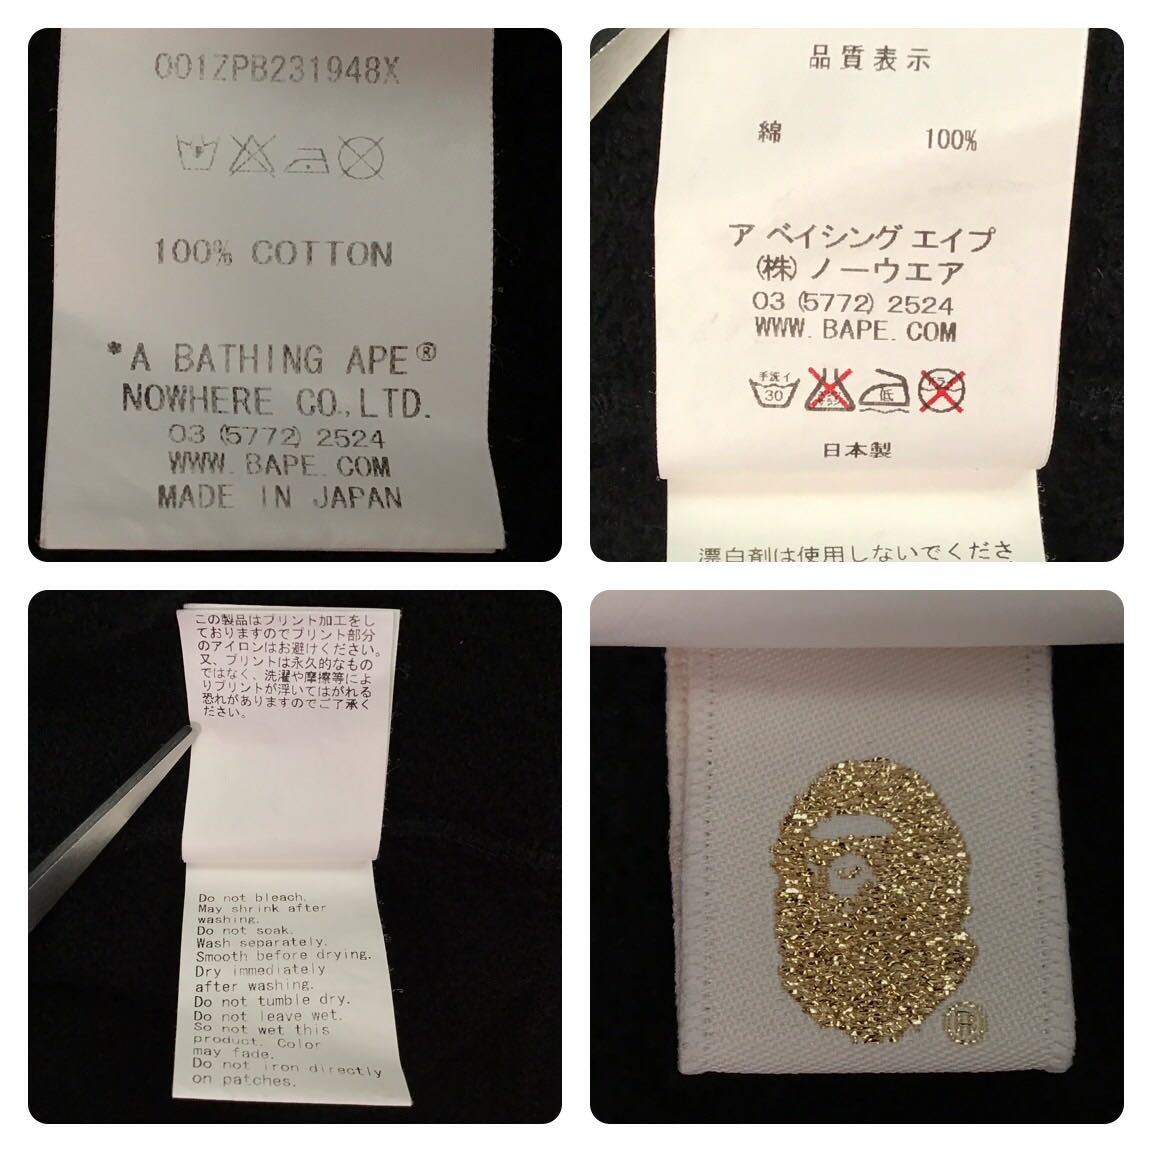 001ZPB231948X
100% COTTON
*A BATHING APE®
NOWHERE CO.,LTD.
03 (5772) 2524
WWW. BAPE. COM
MADE IN JAPAN
品質表示
綿 100%
ア ベイシング エイプ
(株) ノーウエア
03 (5772) 2524
WWW. BAPE. COM
手洗イ
30
低
日本製
漂白剤は使用しないでくださ
この製品はプリント加工をし
ておりますのでプリント部分
のアイロンはお避けください。
又、プリントは永久的なもの
ではなく、洗濯や摩擦等によ
りプリントが浮いてはがれる
恐れがありますのでご了承く
ださい。
Do not bleach.
May shrink after
washing.
Do not soak.
Wash separately.
Smooth before drying.
Dry immediately
after washing.
Do not tumble dry.
Do not leave wet.
So not wet this
product. Color
may fade.
Do not iron directly
on patches.
®